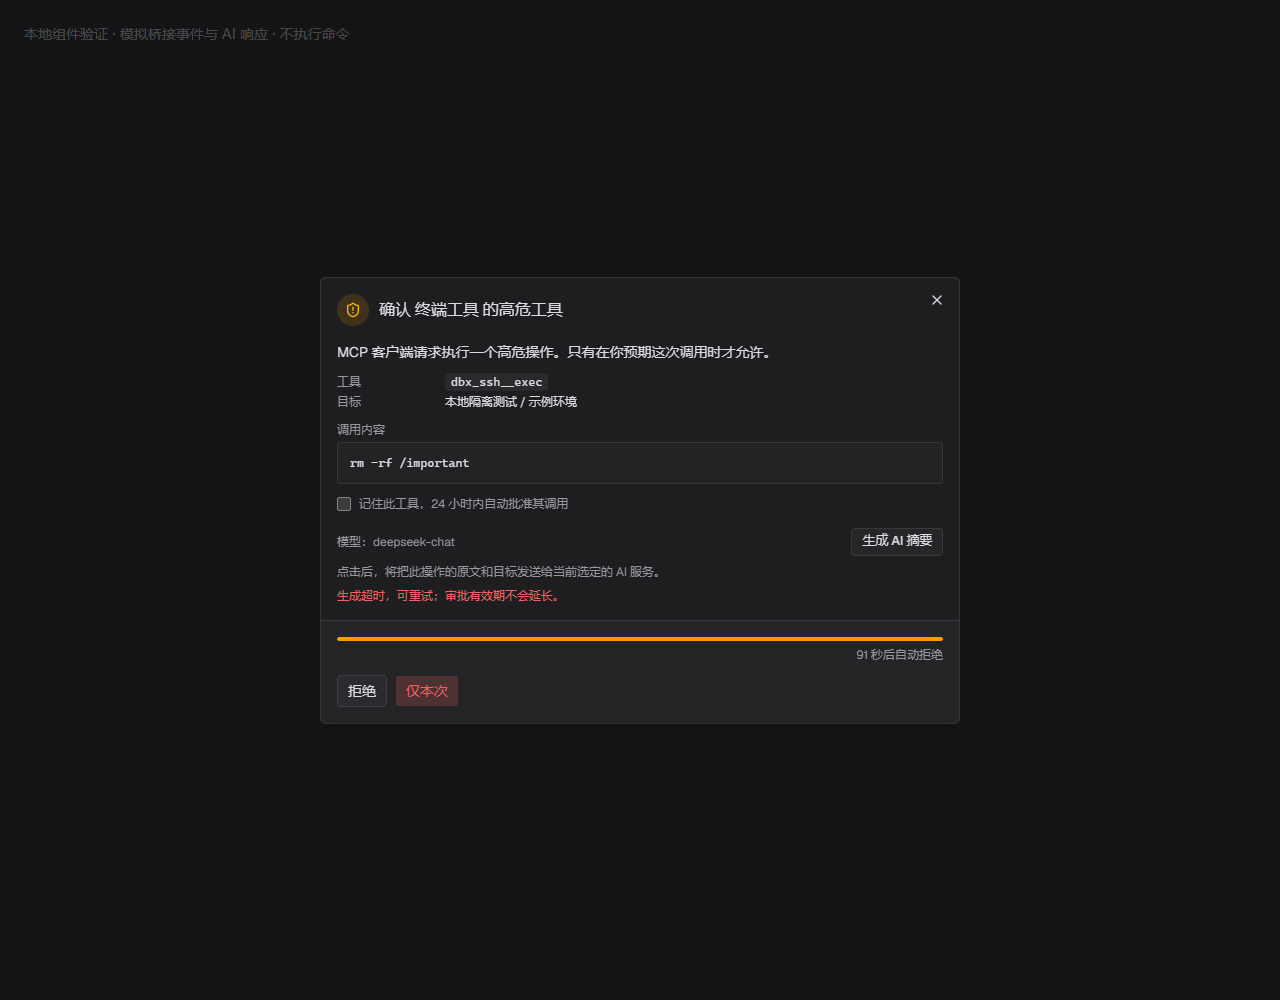 本地组件验证 · 模拟桥接事件与 AI 响应 · 不执行命令
确认 终端工具 的高危工具
MCP 客户端请求执行一个高危操作。只有在你预期这次调用时才允许。
工具 dbx_ssh__exec
目标 本地隔离测试 / 示例环境
调用内容
rm -rf /important
记住此工具，24 小时内自动批准其调用
模型：deepseek-chat 生成 AI 摘要
点击后，将把此操作的原文和目标发送给当前选定的 AI 服务。
生成超时，可重试；审批有效期不会延长。
91 秒后自动拒绝
拒绝 仅本次